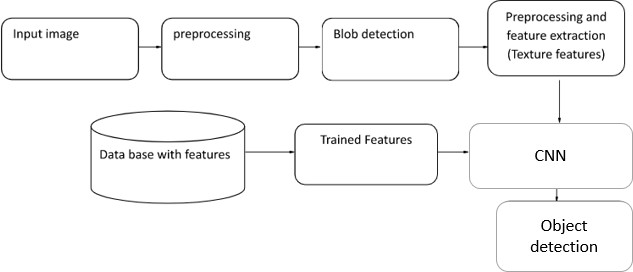 Input image
preprocessing
Blob detection
Preprocessing and
feature extraction
(Texture features)
Data base with features
Trained Features
CNN
Object
detection